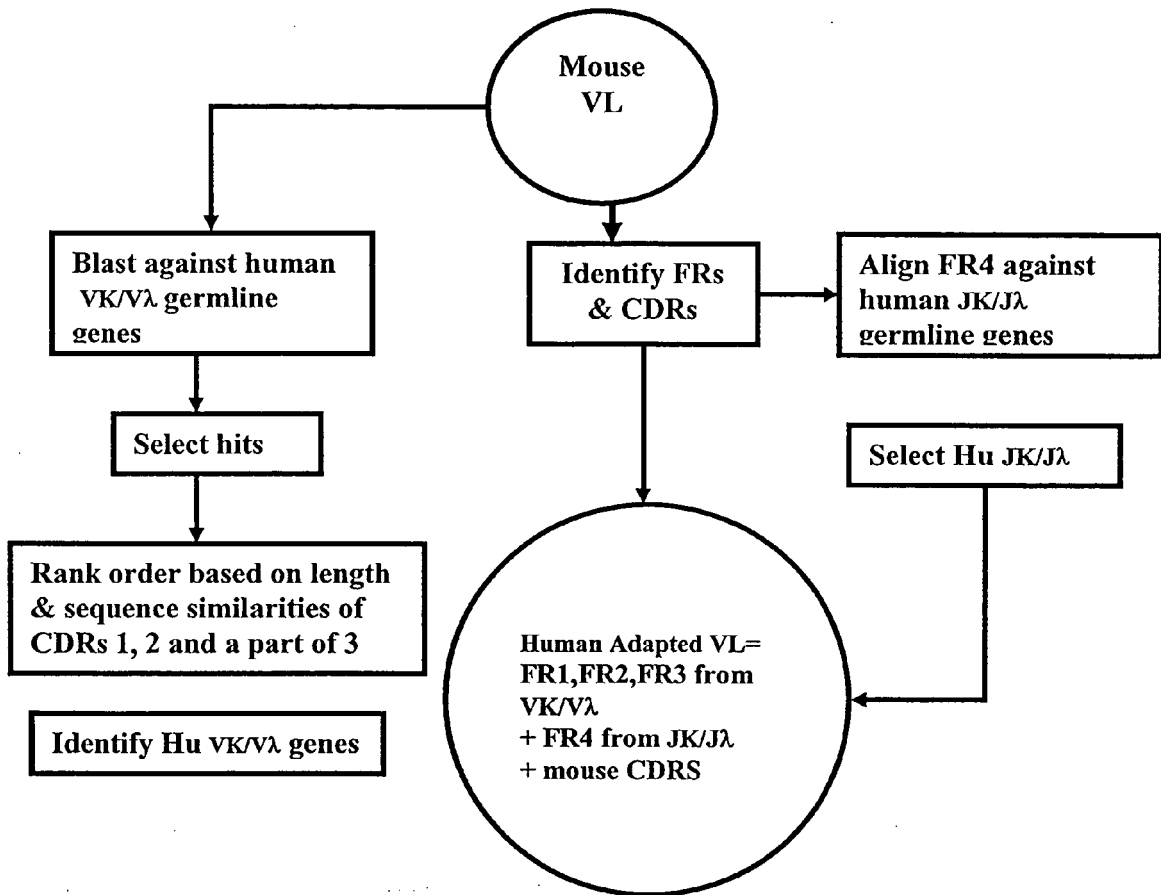 Mouse
VL
Blast against human
VK/Vλ germline
genes
Identify FRs
& CDRs
Align FR4 against
human JK/Jλ
germline genes
Select hits
Select Hu JK/Jλ
Rank order based on length
& sequence similarities of
CDRs 1, 2 and a part of 3
Human Adapted VL=
FR1,FR2,FR3 from
VK/Vλ
+ FR4 from JK/Jλ
+ mouse CDRS
Identify Hu VK/Vλ genes